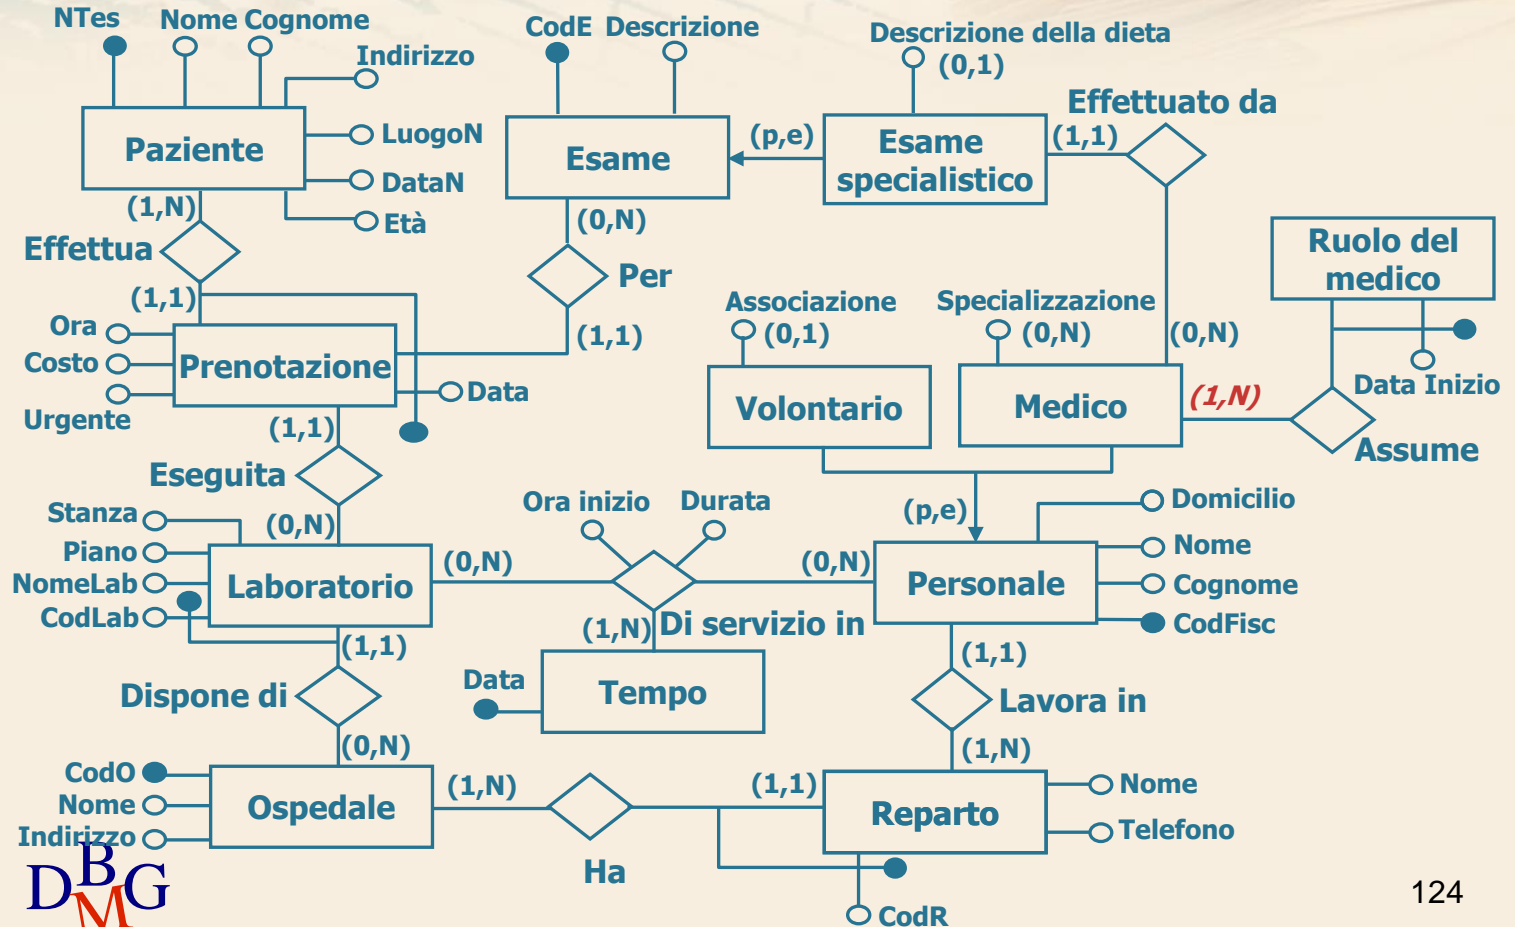 NTes
Nome Cognome
CodE Descrizione
Descrizione della dieta
(0,1)
Indirizzo
Effettuato da
Paziente
LuogoN
DataN
Età
Esame
(p,e)
Esame
specialistico
(1,1)
(1,N)
(0,N)
Effettua
Per
Ruolo del
medico
(1,1)
(1,1)
Associazione
(0,1)
Specializzazione
(0,N)
(0,N)
Ora
Costo
Urgente
Prenotazione
Data
Data Inizio
Volontario
Medico
(1,N)
(1,1)
Assume
Eseguita
(0,N)
Stanza
Piano
NomeLab
CodLab
Laboratorio
(0,N)
Ora inizio
Durata
(0,N)
(p,e)
Domicilio
Nome
Cognome
CodFisc
Personale
(1,N)
Di servizio in
(1,1)
(1,1)
Data
Tempo
Dispone di
Lavora in
(0,N)
(1,N)
CodO
Nome
Indirizzo
Ospedale
(1,N)
Ha
(1,1)
Reparto
Nome
Telefono
CodR
DBMG
124